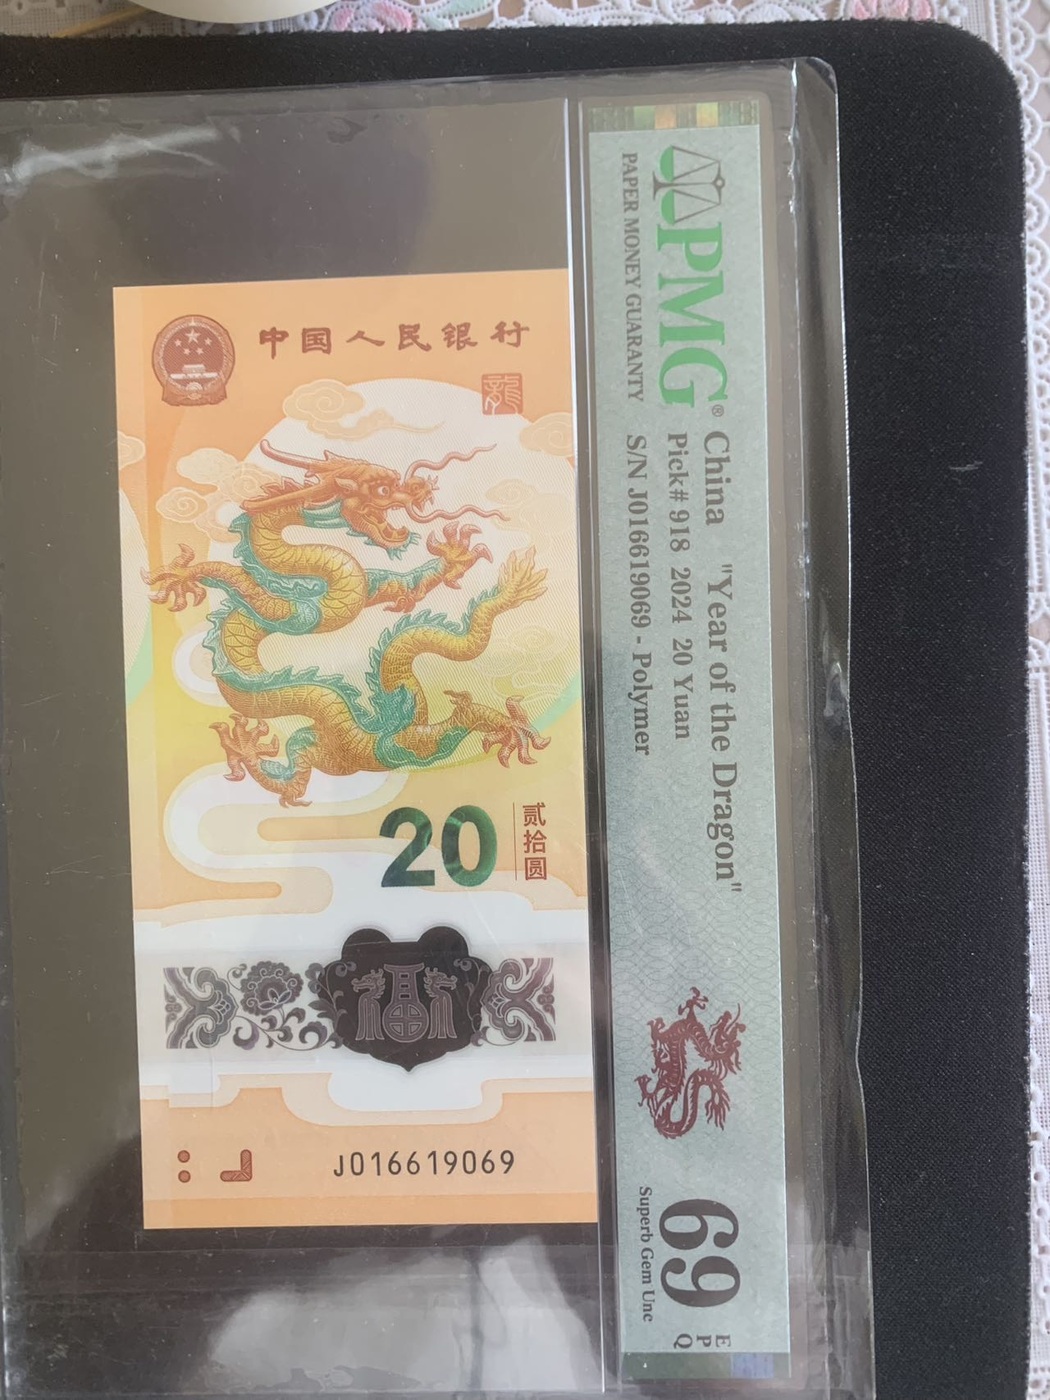 PMG®
PAPER MONEY GUARANTY
China "Year of the Dragon"
Pick# 918 2024 20 Yuan
S/N J016619069 - Polymer
69
EPQ
Superb Gem Unc
中国人民银行
龍
20
贰拾圆
J016619069